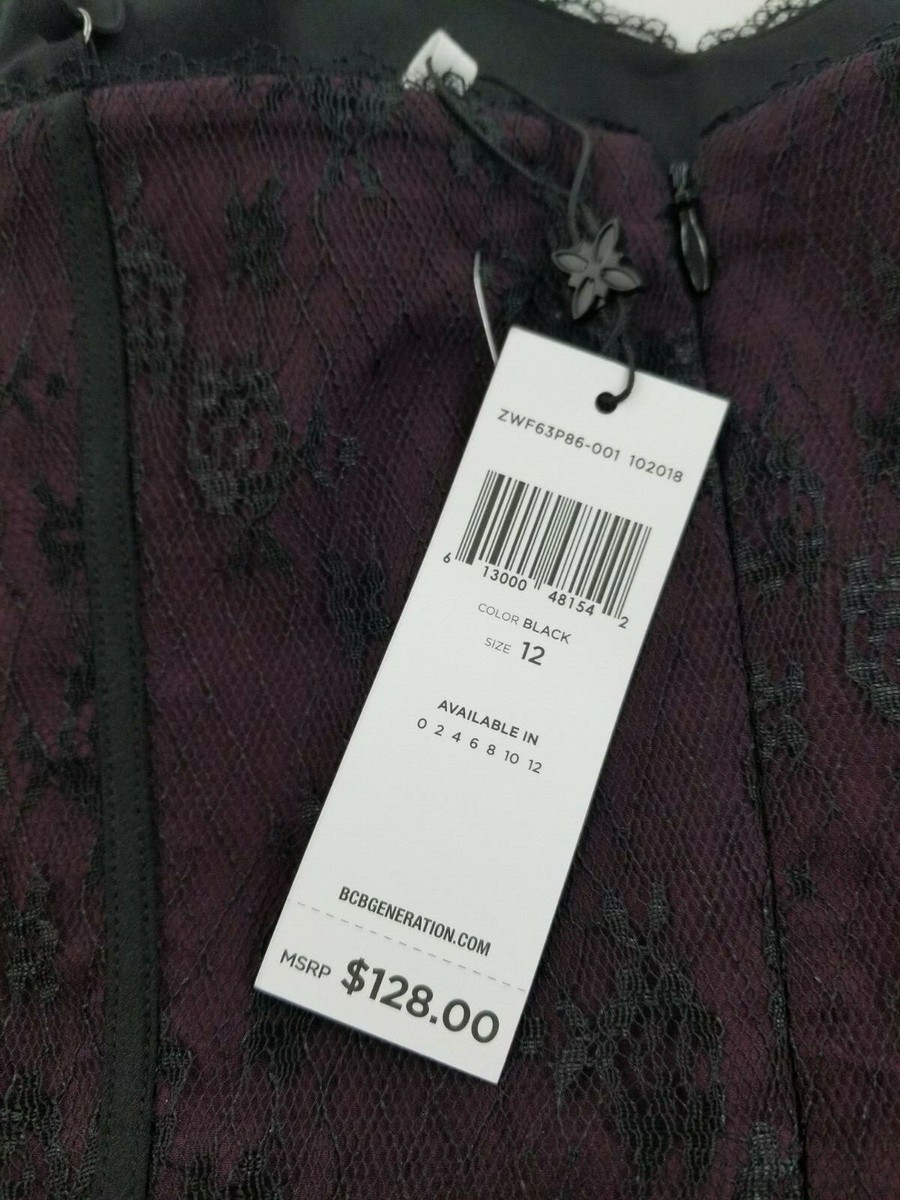 ZWF63P86-001 102018
6 13000 48154 2
COLOR BLACK
SIZE 12
AVAILABLE IN
0 2 4 6 8 10 12
BCBGENERATION.COM
MSRP $128.00